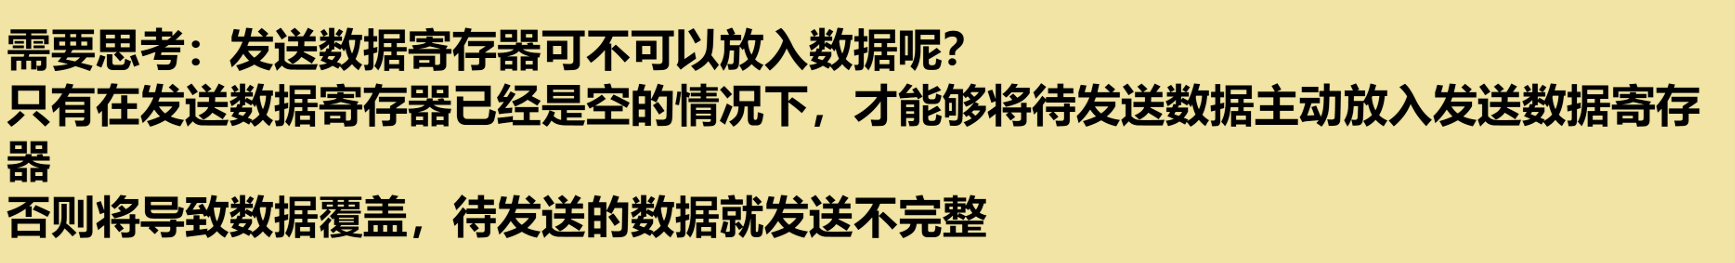 需要思考：发送数据寄存器可不可以放入数据呢？
只有在发送数据寄存器已经是空的情况下，才能够将待发送数据主动放入发送数据寄存
器
否则将导致数据覆盖，待发送的数据就发送不完整